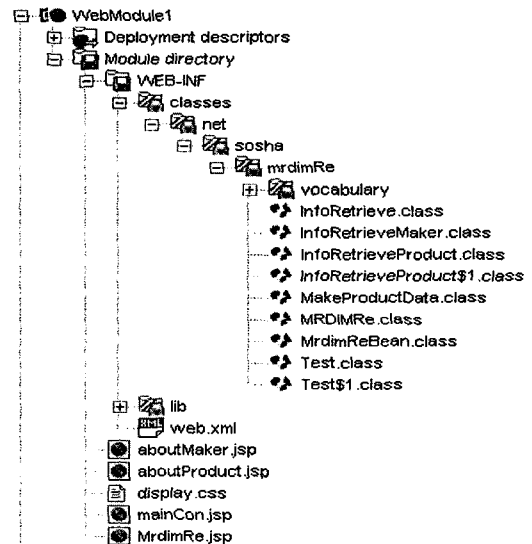 WebModule1
Deployment descriptors
Module directory
WEB-INF
classes
net
sosha
mrdimRe
vocabulary
InfoRetrieve.class
InfoRetrieveMaker.class
InfoRetrieveProduct.class
InfoRetrieveProduct$1.class
MakeProductData.class
MRDIMRe.class
MrdimReBean.class
Test.class
Test$1.class
lib
web.xml
aboutMaker.jsp
aboutProduct.jsp
display.css
mainCon.jsp
MrdimRe.jsp